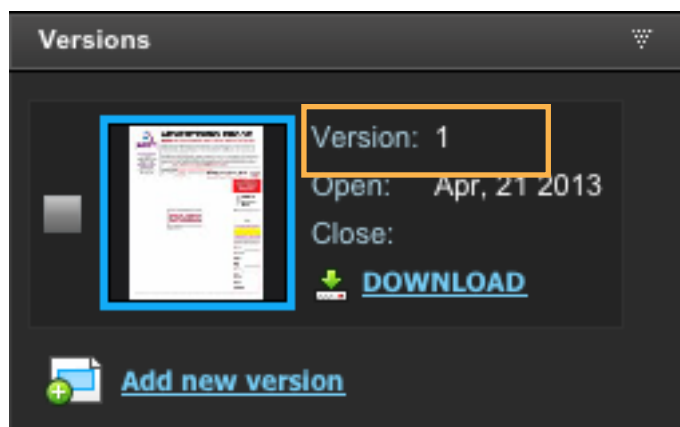 Versions
Version: 1
Open: Apr, 21 2013
Close:
DOWNLOAD
Add new version